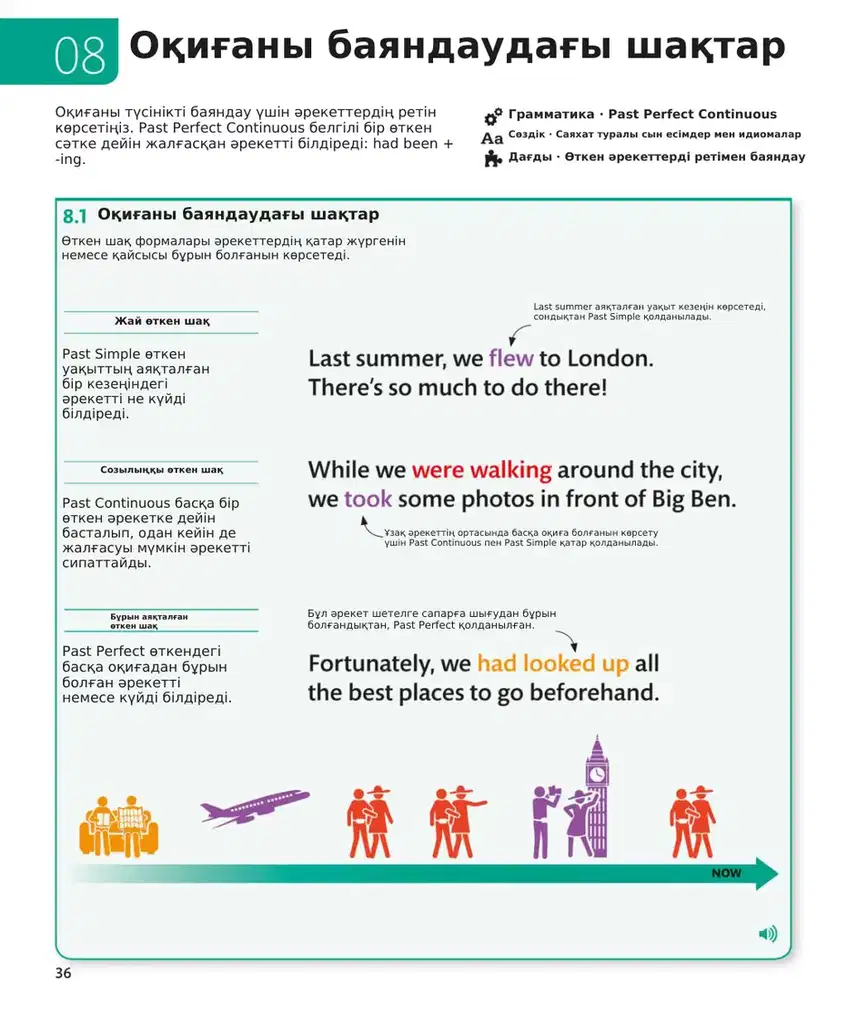 08
Оқиғаны баяндаудағы шақтар
Оқиғаны түсінікті баяндау үшін әрекеттердің ретін
көрсетіңіз. Past Perfect Continuous белгілі бір өткен
сәтке дейін жалғасқан әрекетті білдіреді: had been +
-ing.
Грамматика · Past Perfect Continuous
Aa Сөздік · Саяхат туралы сын есімдер мен идиомалар
Дағды · Өткен әрекеттерді ретімен баяндау
8.1 Оқиғаны баяндаудағы шақтар
Өткен шақ формалары әрекеттердің қатар жүргенін
немесе қайсысы бұрын болғанын көрсетеді.
Жай өткен шақ
Past Simple өткен
уақыттың аяқталған
бір кезеңіндегі
әрекетті не күйді
білдіреді.
Last summer аяқталған уақыт кезеңін көрсетеді,
сондықтан Past Simple қолданылады.
Last summer, we flew to London.
There's so much to do there!
Созылыңқы өткен шақ
Past Continuous басқа бір
өткен әрекетке дейін
басталып, одан кейін де
жалғасуы мүмкін әрекетті
сипаттайды.
While we were walking around the city,
we took some photos in front of Big Ben.
Ұзақ әрекеттің ортасында басқа оқиға болғанын көрсету
үшін Past Continuous пен Past Simple қатар қолданылады.
Бұрын аяқталған
өткен шақ
Past Perfect өткендегі
басқа оқиғадан бұрын
болған әрекетті
немесе күйді білдіреді.
Бұл әрекет шетелге сапарға шығудан бұрын
болғандықтан, Past Perfect қолданылған.
Fortunately, we had looked up all
the best places to go beforehand.
NOW
36